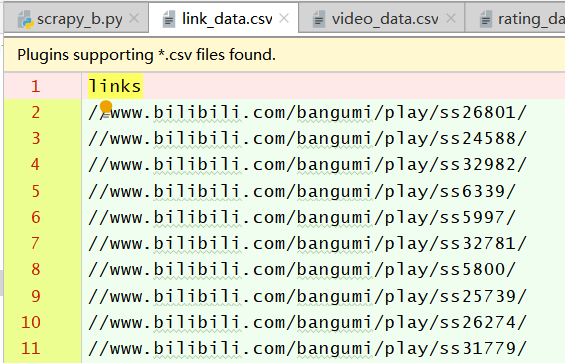 scrapy_b.py link_data.csv video_data.csv rating_da
Plugins supporting *.csv files found.
1 links
2 //www.bilibili.com/bangumi/play/ss26801/
3 //www.bilibili.com/bangumi/play/ss24588/
4 //www.bilibili.com/bangumi/play/ss32982/
5 //www.bilibili.com/bangumi/play/ss6339/
6 //www.bilibili.com/bangumi/play/ss5997/
7 //www.bilibili.com/bangumi/play/ss32781/
8 //www.bilibili.com/bangumi/play/ss5800/
9 //www.bilibili.com/bangumi/play/ss25739/
10 //www.bilibili.com/bangumi/play/ss26274/
11 //www.bilibili.com/bangumi/play/ss31779/